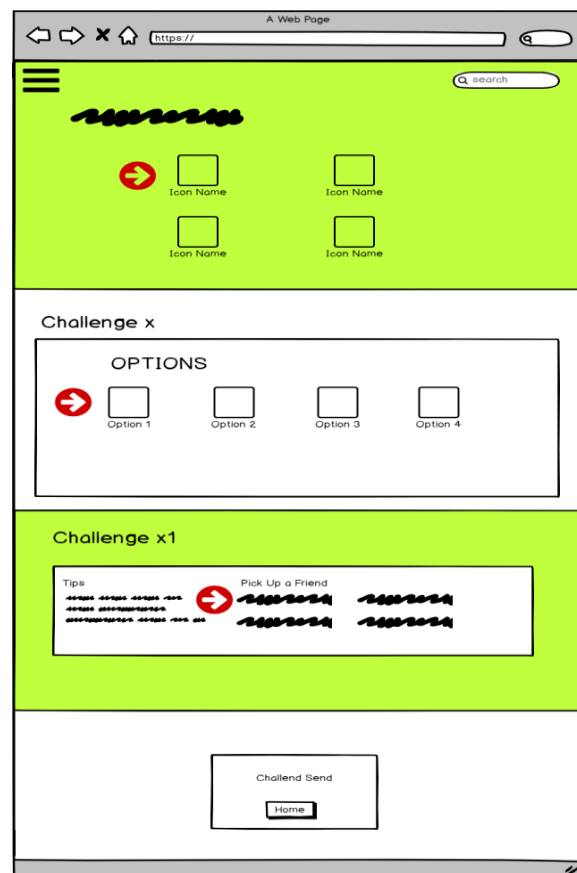 A Web Page
https://
search
Icon Name Icon Name
Icon Name Icon Name
Challenge x
OPTIONS
Option 1 Option 2 Option 3 Option 4
Challenge x1
Tips Pick Up a Friend
Challend Send
Home